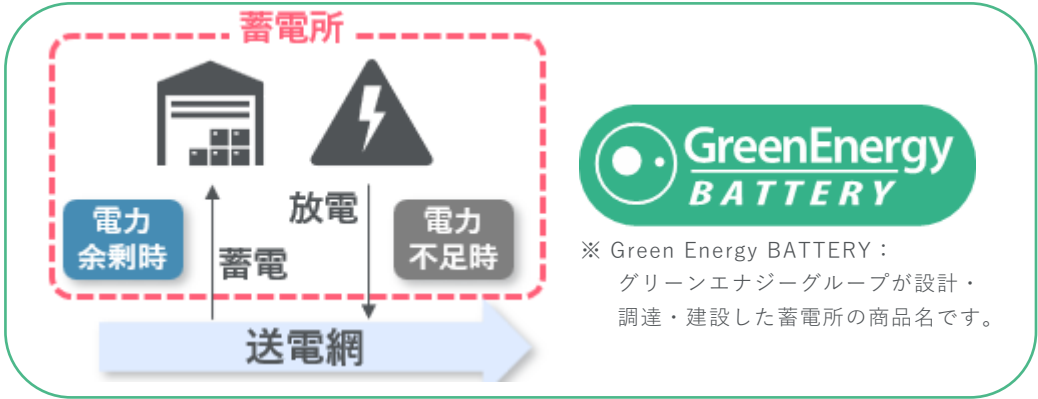 蓄電所
電力
余剰時
蓄電
放電
電力
不足時
送電網
GreenEnergy
BATTERY
※ Green Energy BATTERY：
グリーンエナジーグループが設計・
調達・建設した蓄電所の商品名です。